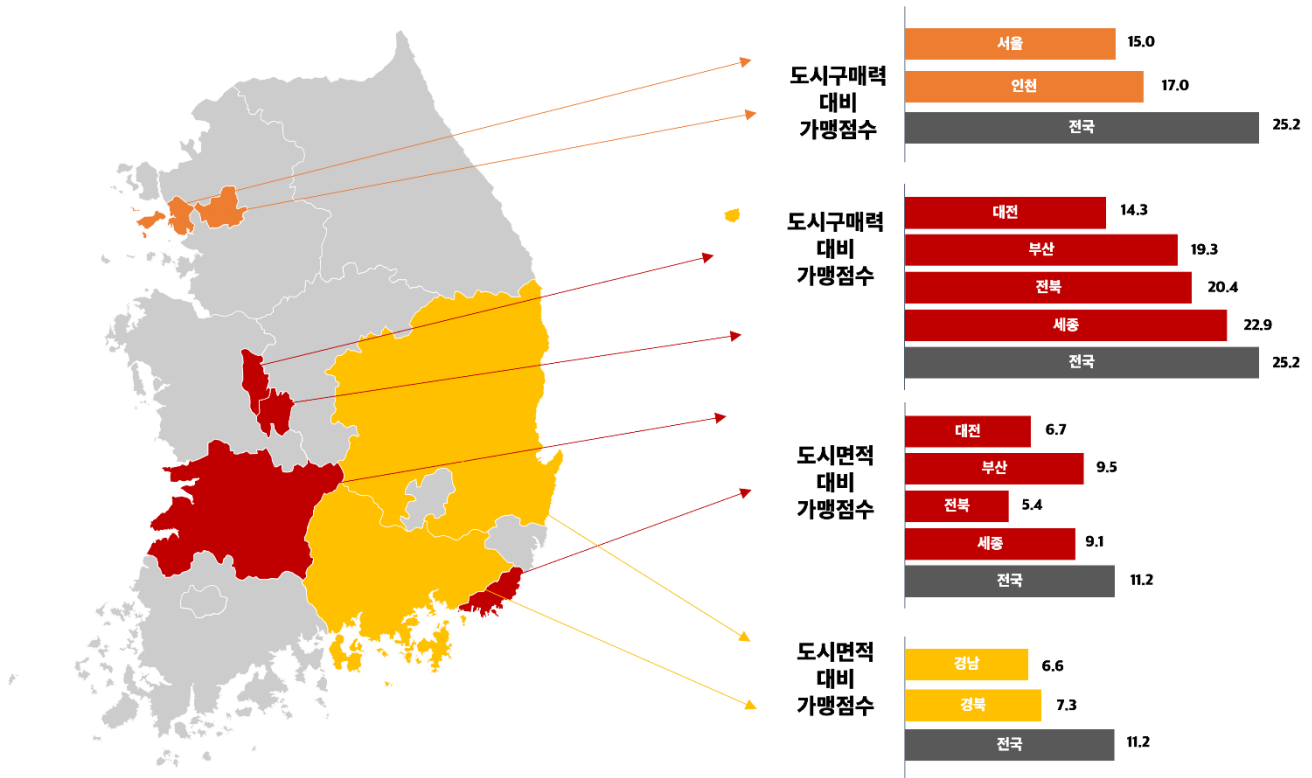 도시구매력
대비
가맹점수
서울 15.0
인천 17.0
전국 25.2
도시구매력
대비
가맹점수
대전 14.3
부산 19.3
전북 20.4
세종 22.9
전국 25.2
도시면적
대비
가맹점수
대전 6.7
부산 9.5
전북 5.4
세종 9.1
전국 11.2
도시면적
대비
가맹점수
경남 6.6
경북 7.3
전국 11.2